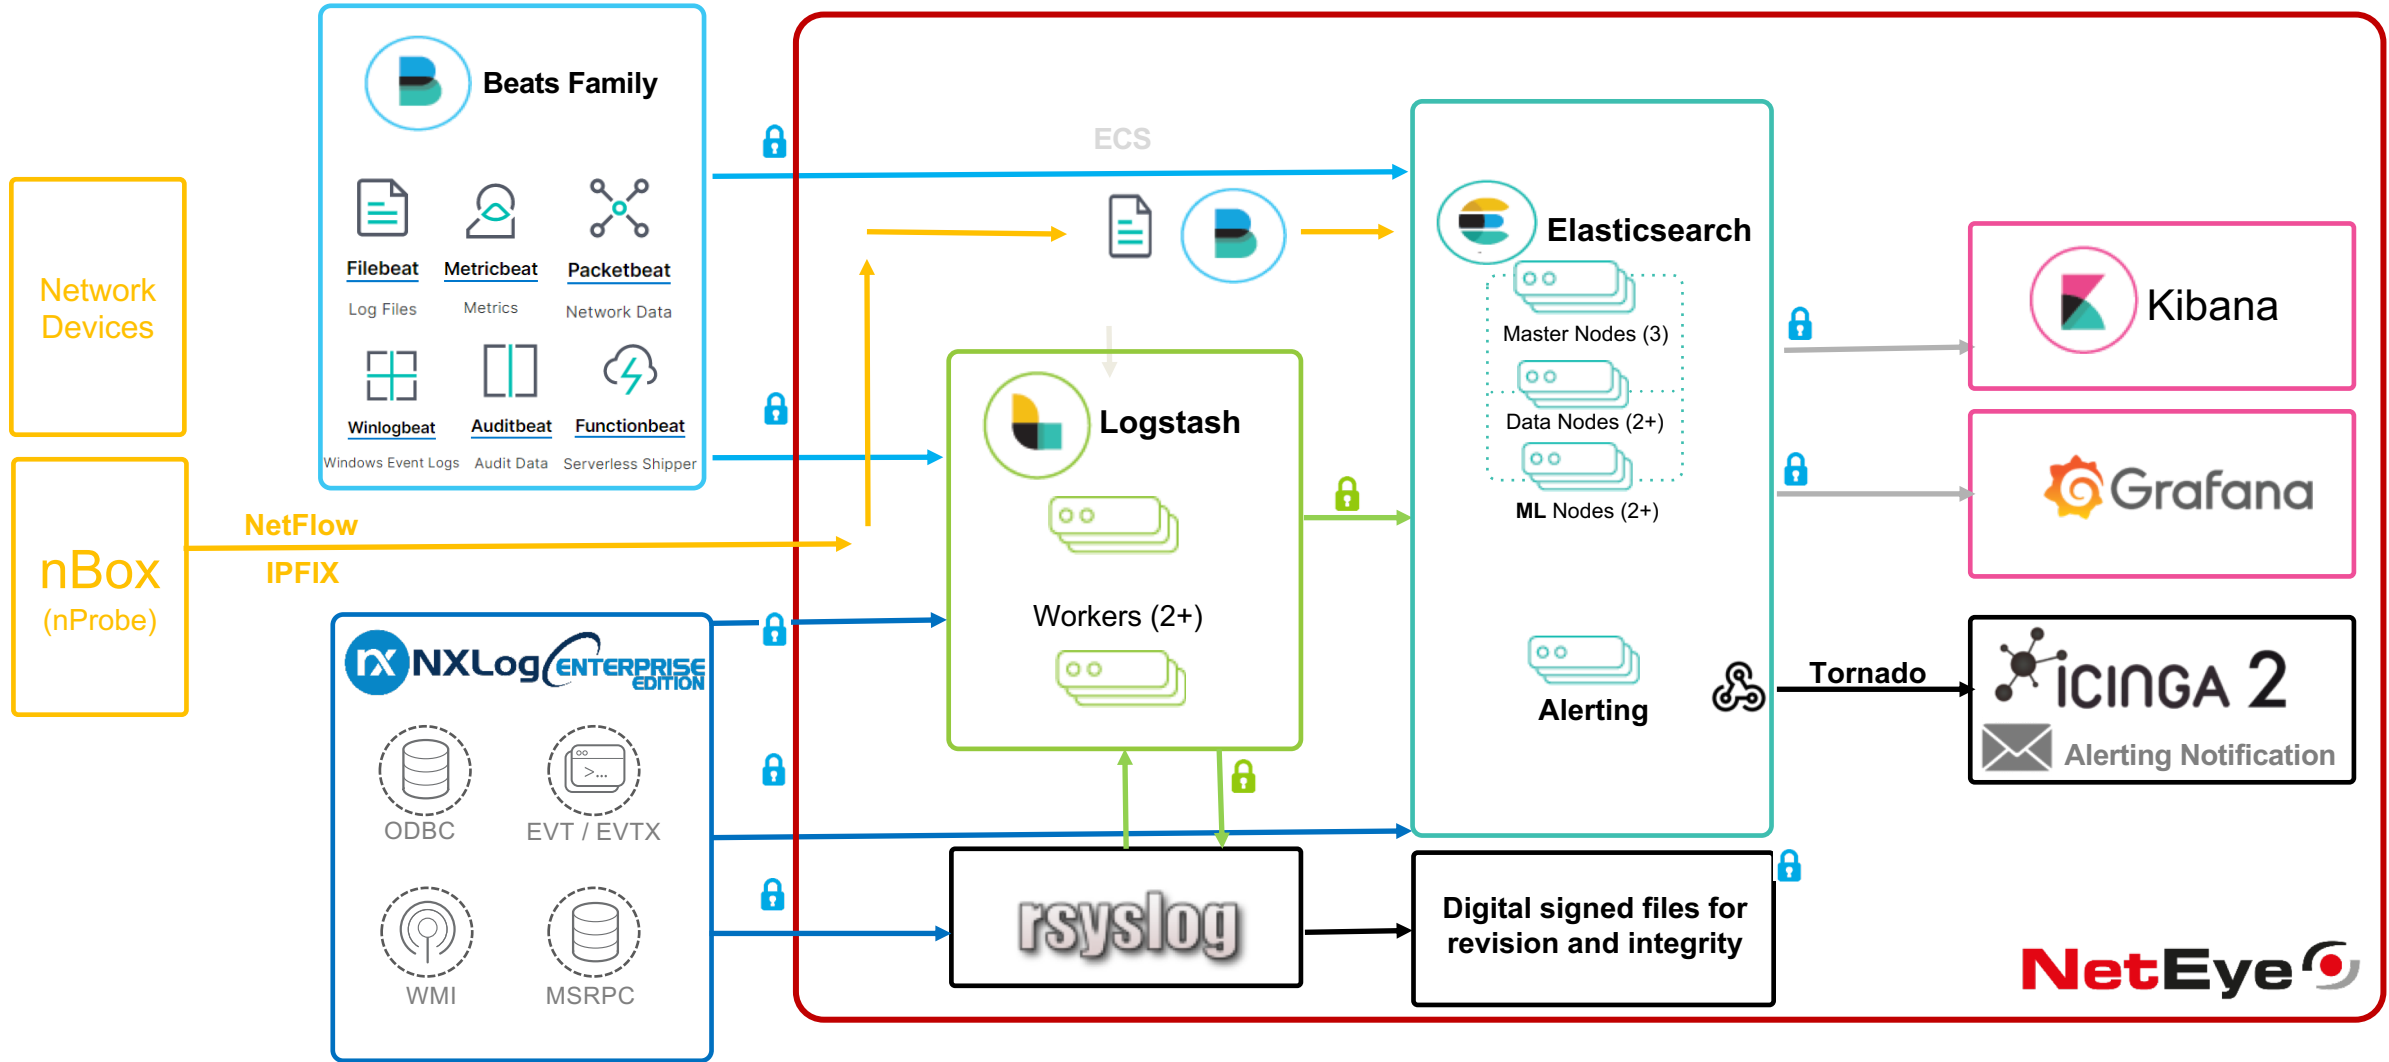 Network
Devices
nBox
(nProbe)
NetFlow
IPFIX
Beats Family
Filebeat
Log Files
Metricbeat
Metrics
Packetbeat
Network Data
Winlogbeat
Windows Event Logs
Auditbeat
Audit Data
Functionbeat
Serverless Shipper
nx NXLog ENTERPRISE
EDITION
ODBC
EVT / EVTX
>...
WMI
MSRPC
ECS
Logstash
Workers (2+)
rsyslog
Elasticsearch
Master Nodes (3)
Data Nodes (2+)
ML Nodes (2+)
Alerting
Digital signed files for
revision and integrity
Kibana
Grafana
Tornado
ICINGA 2
Alerting Notification
NetEye